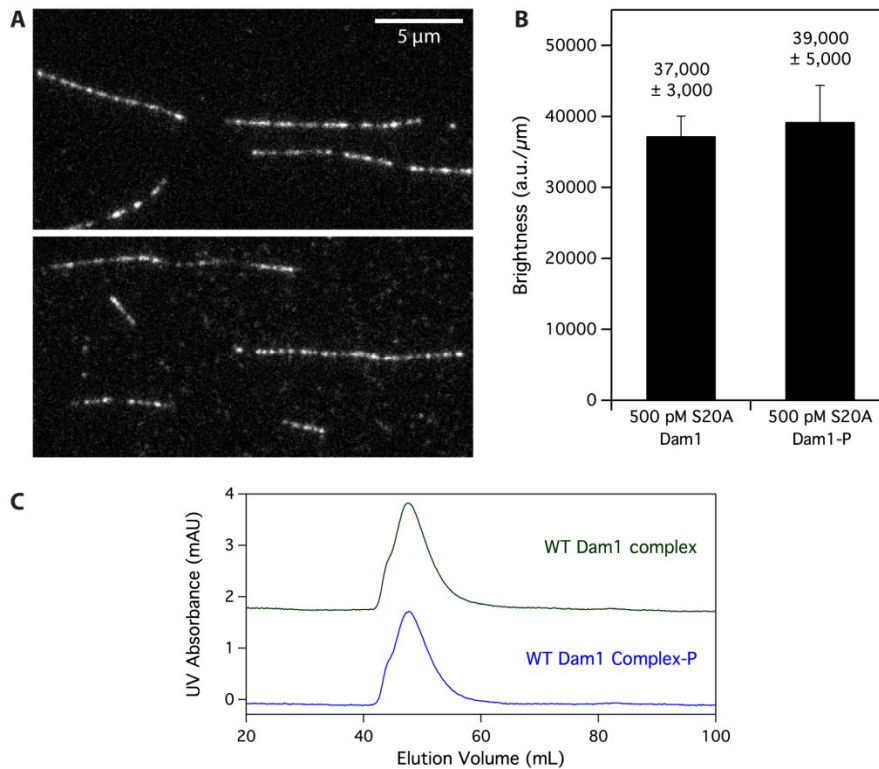 A
5 µm
B
Brightness (a.u./µm)
50000
40000
30000
20000
10000
0
37,000
± 3,000
39,000
± 5,000
500 pM S20A
Dam1
500 pM S20A
Dam1-P
C
UV Absorbance (mAU)
4
3
2
1
0
WT Dam1 complex
WT Dam1 Complex-P
20
40
60
80
100
Elution Volume (mL)